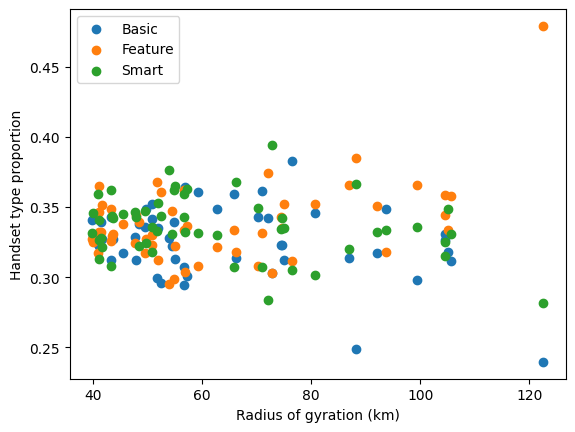 Basic
Feature
Smart
Handset type proportion
0.45
0.40
0.35
0.30
0.25
40 60 80 100 120
Radius of gyration (km)